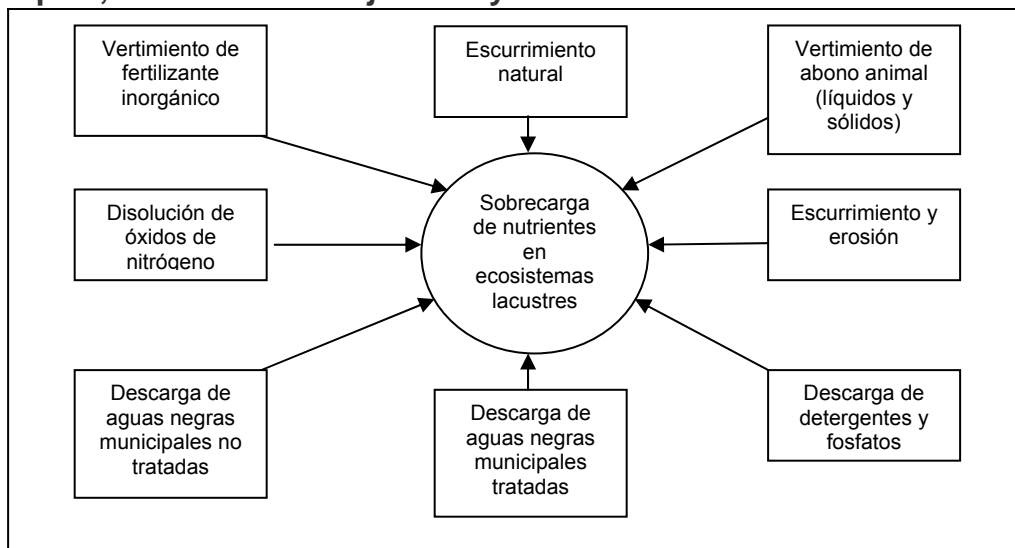 Vertimiento de
fertilizante
inorgánico
Escurrimiento
natural
Vertimiento de
abono animal
(líquidos y
sólidos)
Disolución de
óxidos de
nitrógeno
Sobrecarga
de nutrientes
en
ecosistemas
lacustres
Escurrimiento y
erosión
Descarga de
aguas negras
municipales no
tratadas
Descarga de
aguas negras
municipales
tratadas
Descarga de
detergentes y
fosfatos